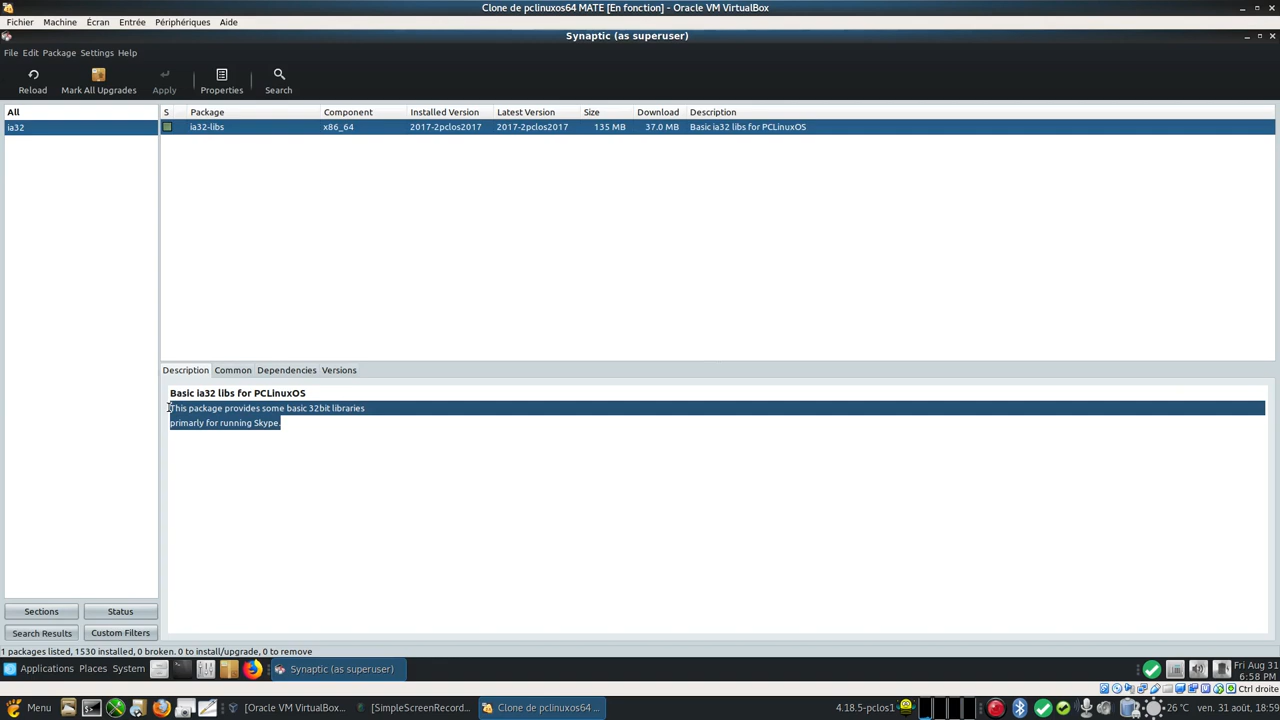 Clone de pclinuxos64 MATE [En fonction] - Oracle VM VirtualBox
Fichier Machine Écran Entrée Périphériques Aide
Synaptic (as superuser)
File Edit Package Settings Help
Reload Mark All Upgrades Apply Properties Search
All S Package Component Installed Version Latest Version Size Download Description
ia32 ia32-libs x86_64 2017-2pclos2017 2017-2pclos2017 135 MB 37.0 MB Basic ia32 libs for PCLinuxOS
Description Common Dependencies Versions
Basic ia32 libs for PCLinuxOS
This package provides some basic 32bit libraries
primarly for running Skype.
Sections Status
Search Results Custom Filters
1 packages listed, 1530 installed, 0 broken. 0 to install/upgrade, 0 to remove
Applications Places System Synaptic (as superuser) Fri Aug 31
6:58 PM
Ctrl droite
Menu [Oracle VM VirtualBox... [SimpleScreenRecord... Clone de pclinuxos64 ... 4.18.5-pclos1 26 °C ven. 31 août, 18:59